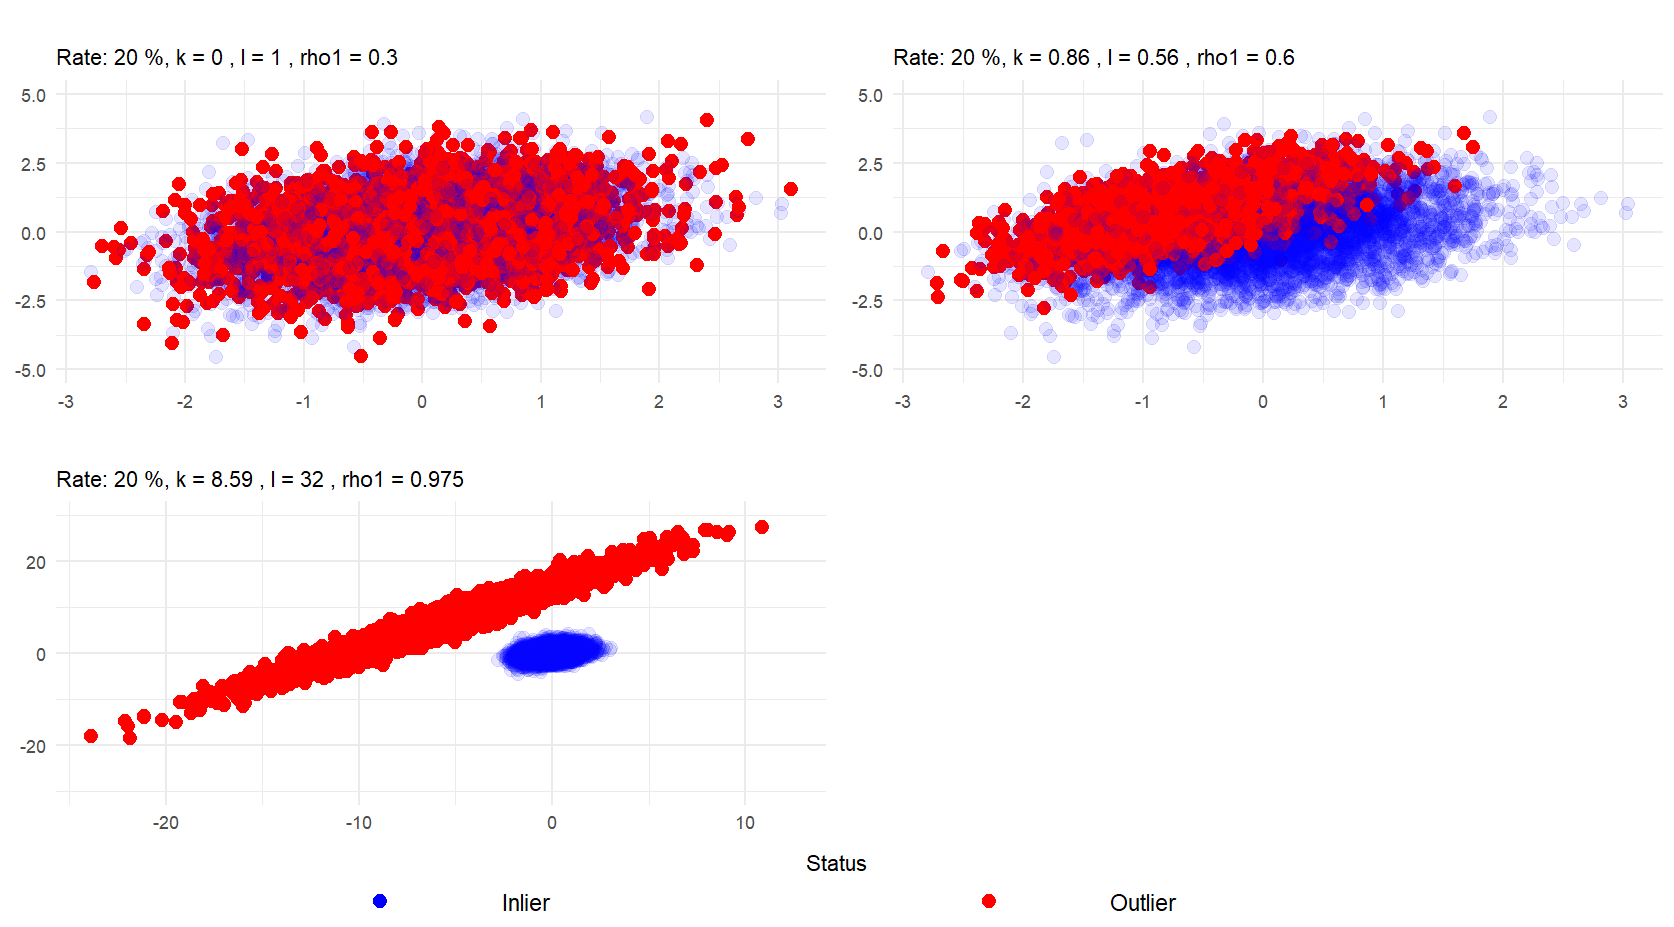 Rate: 20 %, k = 0 , l = 1 , rho1 = 0.3
5.0
2.5
0.0
-2.5
-5.0
-3 -2 -1 0 1 2 3
Rate: 20 %, k = 0.86 , l = 0.56 , rho1 = 0.6
5.0
2.5
0.0
-2.5
-5.0
-3 -2 -1 0 1 2 3
Rate: 20 %, k = 8.59 , l = 32 , rho1 = 0.975
20
0
-20
-20 -10 0 10
Status
Inlier Outlier